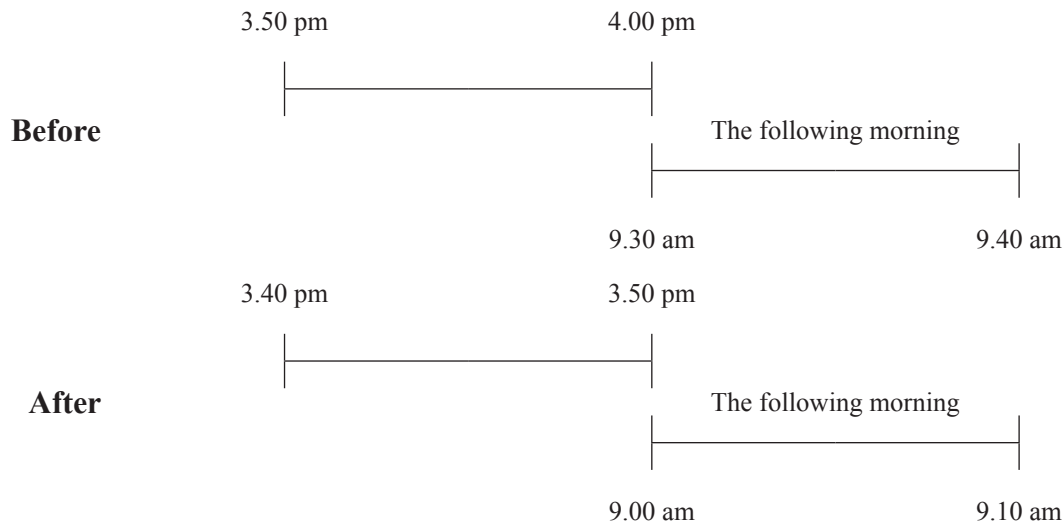 3.50 pm 4.00 pm
Before
The following morning
9.30 am 9.40 am
3.40 pm 3.50 pm
After
The following morning
9.00 am 9.10 am